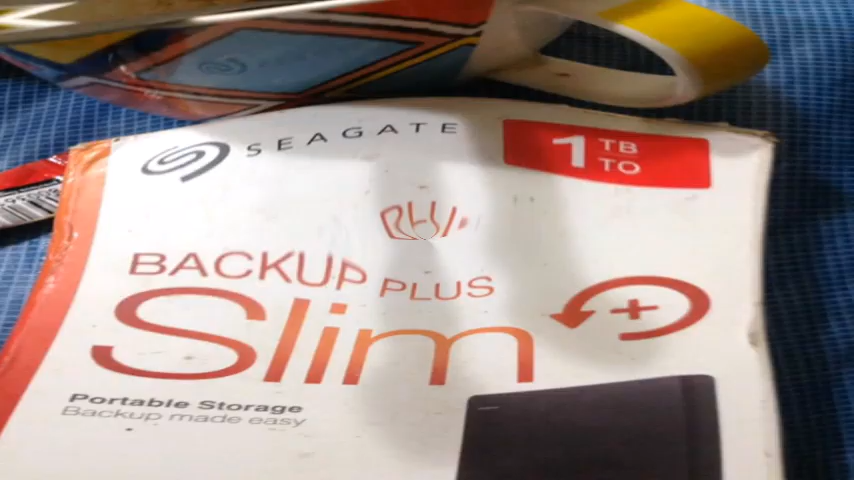 SEAGATE
1 TB
TO
BACKUP PLUS
Slim
Portable Storage
Backup made easy